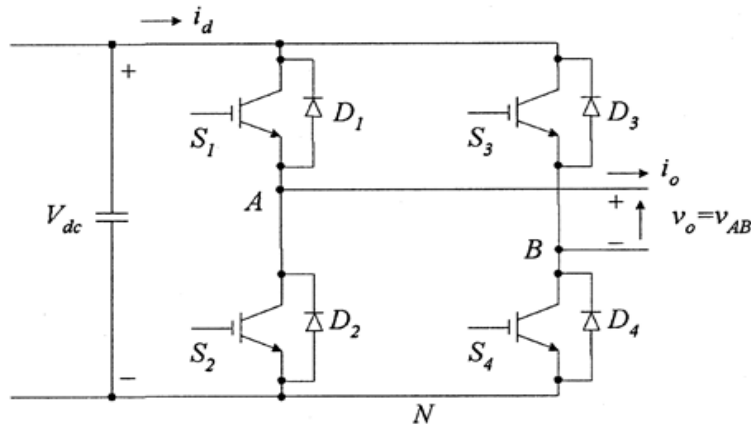 i_d
+
D_1
D_3
S_1
S_3
i_o
A
+
V_dc
v_o=v_AB
B
−
D_2
D_4
S_2
S_4
−
N